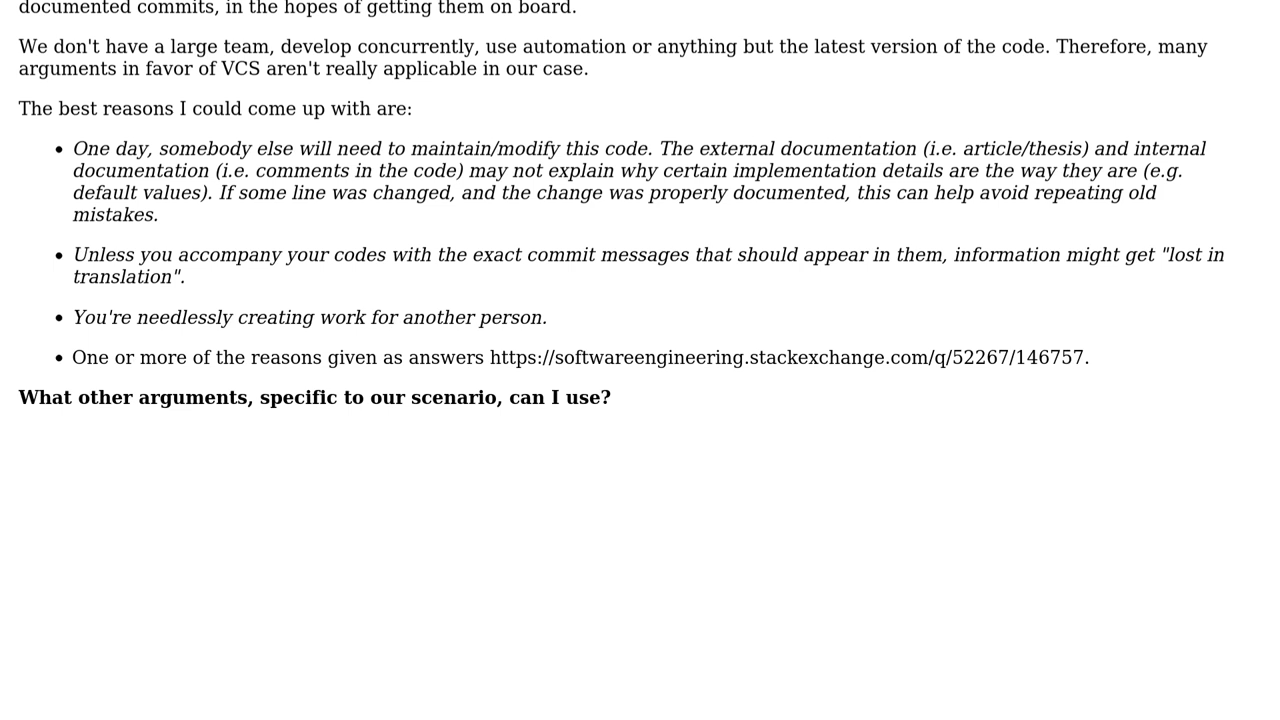 documented commits, in the hopes of getting them on board.
We don't have a large team, develop concurrently, use automation or anything but the latest version of the code. Therefore, many
arguments in favor of VCS aren't really applicable in our case.
The best reasons I could come up with are:
• One day, somebody else will need to maintain/modify this code. The external documentation (i.e. article/thesis) and internal
documentation (i.e. comments in the code) may not explain why certain implementation details are the way they are (e.g.
default values). If some line was changed, and the change was properly documented, this can help avoid repeating old
mistakes.
• Unless you accompany your codes with the exact commit messages that should appear in them, information might get "lost in
translation".
• You're needlessly creating work for another person.
• One or more of the reasons given as answers https://softwareengineering.stackexchange.com/q/52267/146757.
What other arguments, specific to our scenario, can I use?